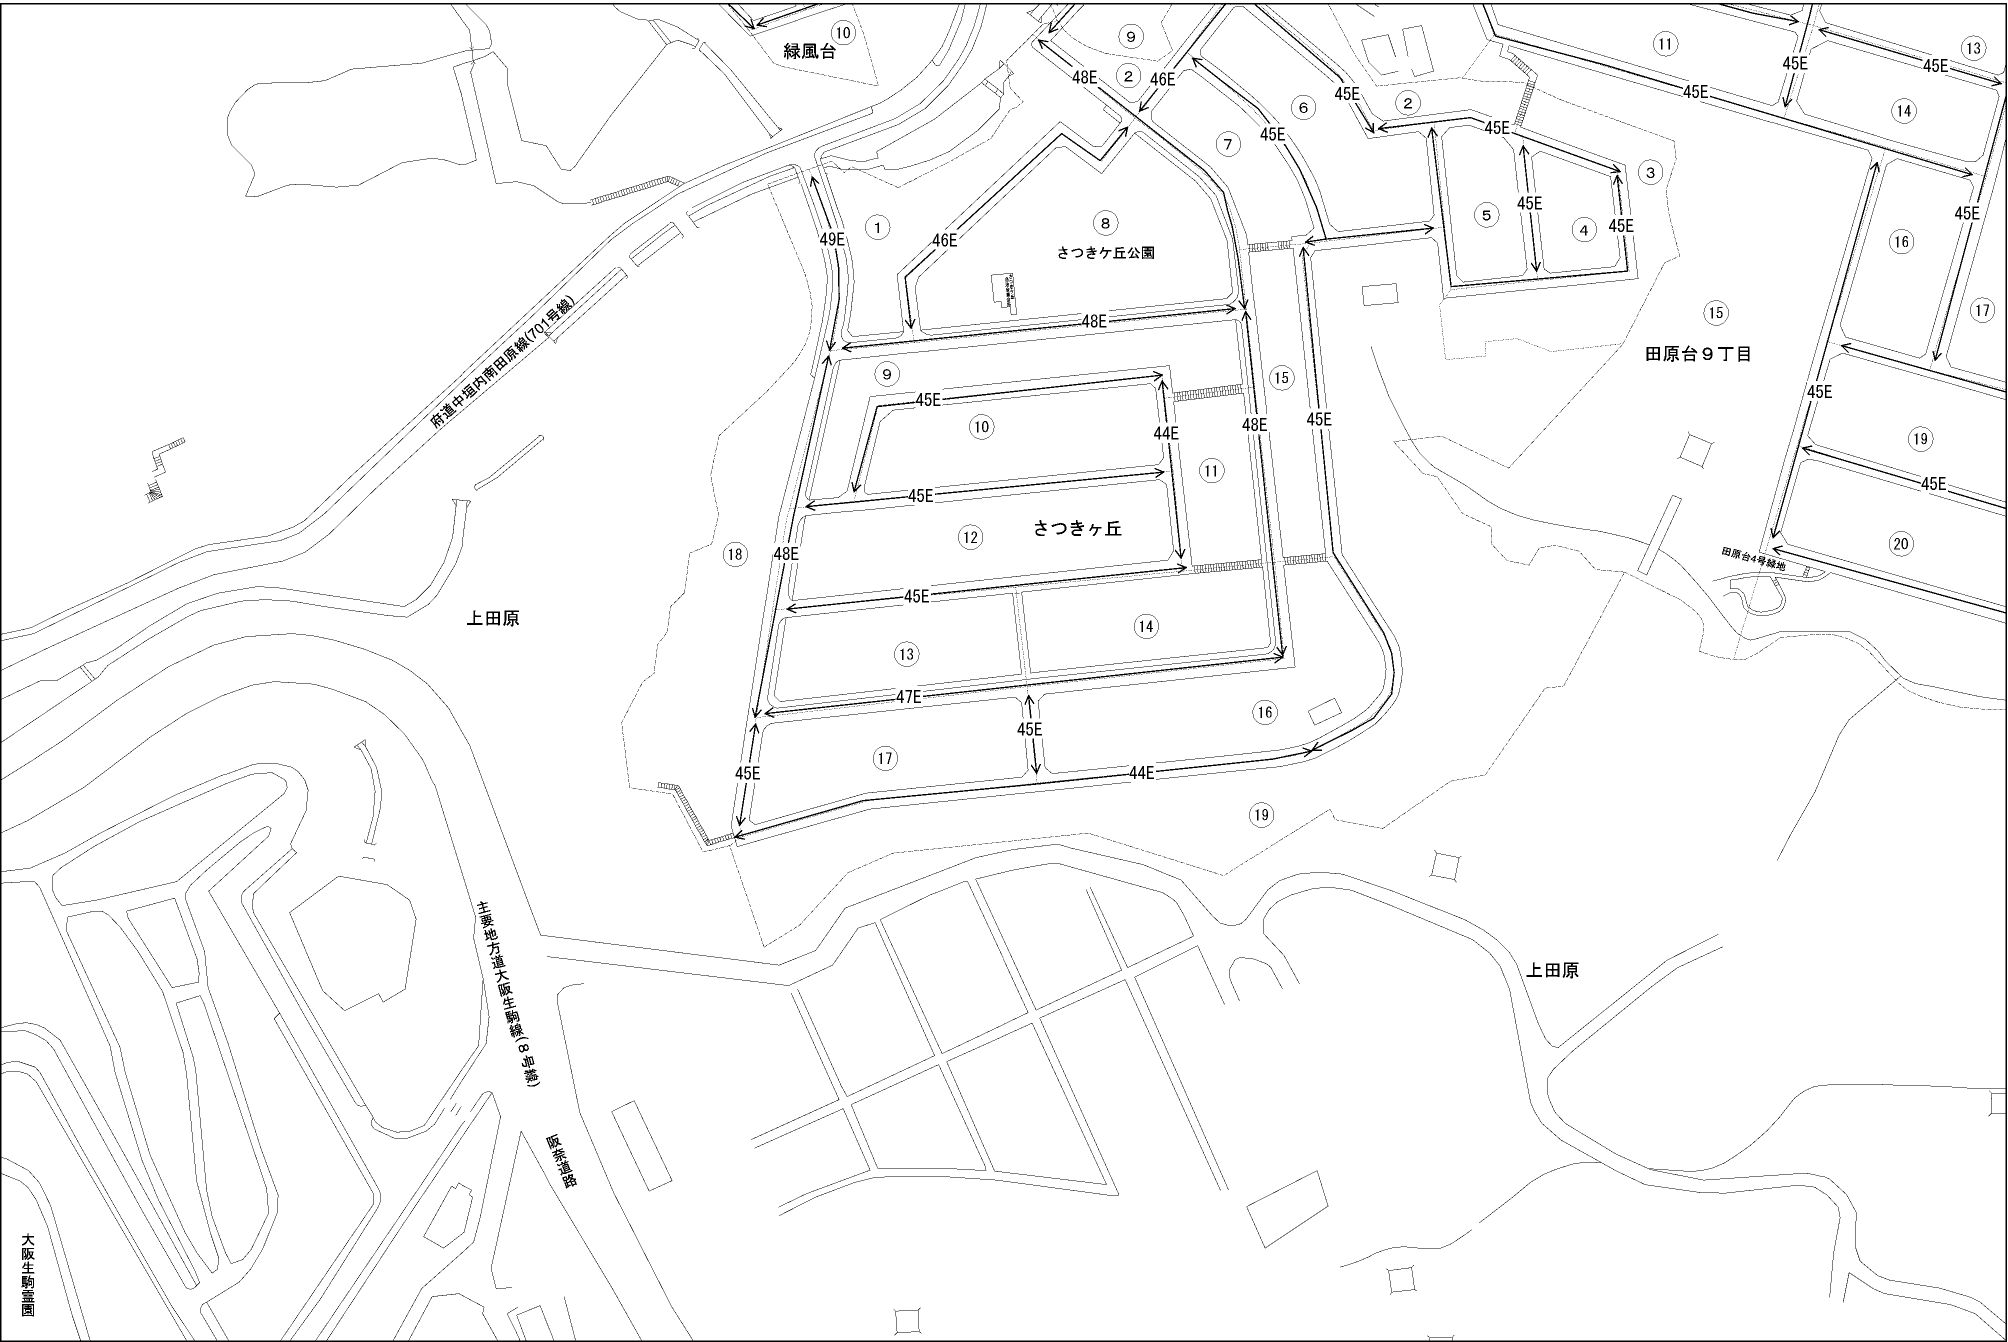 ⑩
緑風台
⑨
②
48E
46E
45E
⑥
②
⑦
45E
45E
③
45E
45E
⑪
45E
45E
⑬
⑭
⑤
④
⑯
45E
⑰
⑮
田原台9丁目
①
49E
46E
⑧
さつきケ丘公園
府道中垣内南田原線(701号線)
48E
⑨
45E
⑩
44E
⑪
48E
⑮
45E
45E
⑲
45E
45E
⑳
田原台4号緑地
⑫
さつきヶ丘
⑱
48E
上田原
45E
⑬
⑭
47E
45E
⑯
45E
⑰
44E
⑲
主要地方道大阪生駒線(8号線)
上田原
阪奈道路
大阪生駒霊園